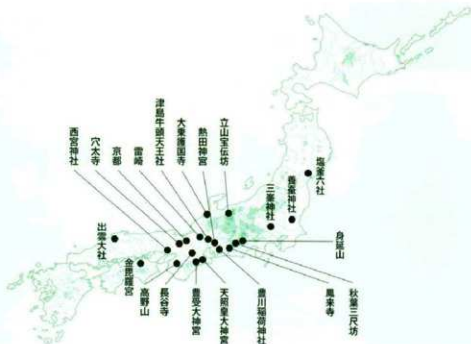 塩釜六社
養蚕神社
三峯神社
立山宝伝坊
熱田神宮
大乗護国寺
津島牛頭天王社
雷崎
京都
穴太寺
西宮神社
出雲大社
身延山
秋葉三尺坊
鳳来寺
豊川稲荷神社
天照皇大神宮
豊受大神宮
長谷寺
高野山
金毘羅宮